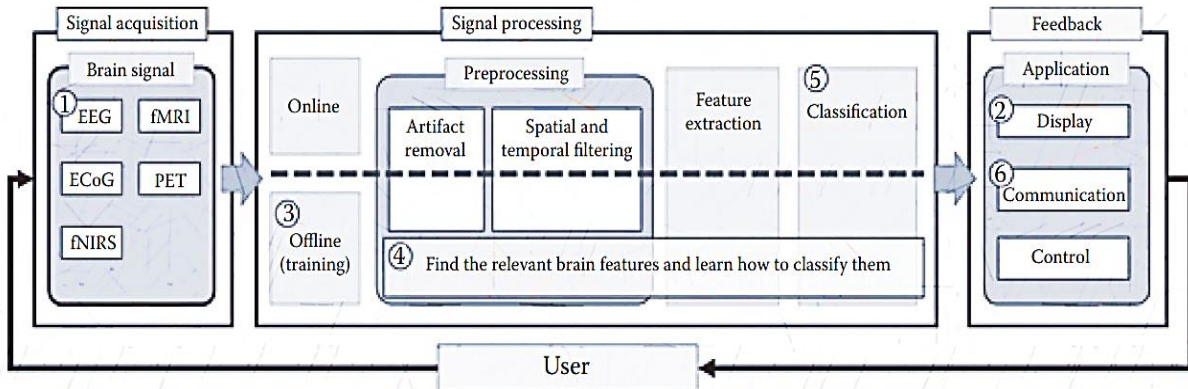 Signal acquisition
Brain signal
① EEG
fMRI
ECoG
PET
fNIRS
Signal processing
Online
③
Offline
(training)
Preprocessing
Artifact
removal
Spatial and
temporal filtering
Feature
extraction
⑤
Classification
④ Find the relevant brain features and learn how to classify them
Feedback
Application
② Display
⑥
Communication
Control
User